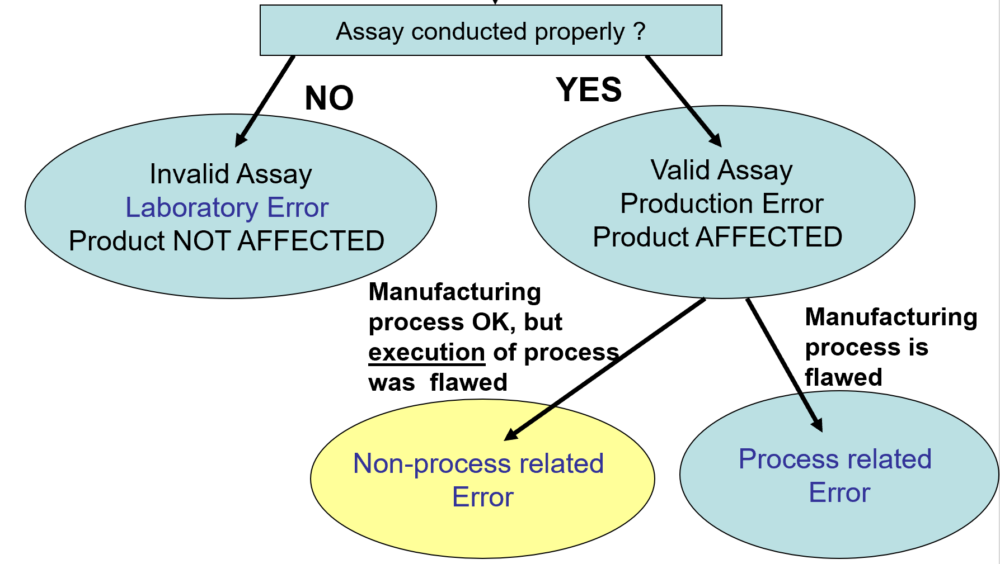 Assay conducted properly ?
NO
YES
Invalid Assay
Laboratory Error
Product NOT AFFECTED
Valid Assay
Production Error
Product AFFECTED
Manufacturing
process OK, but
execution of process
was  flawed
Manufacturing
process is
flawed
Non-process related
Error
Process related
Error